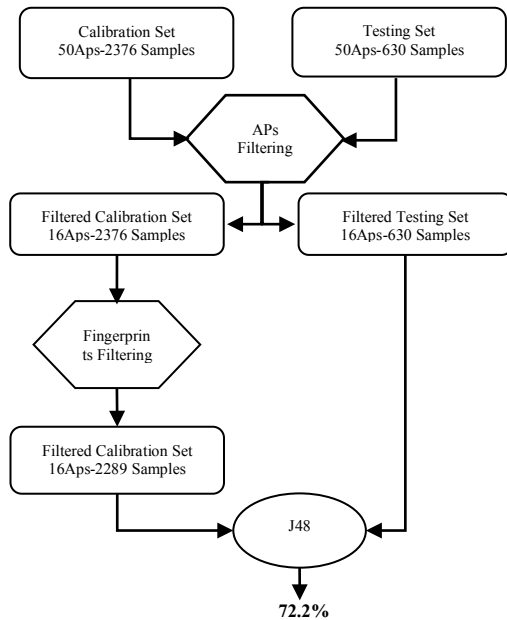 Calibration Set
50Aps-2376 Samples
Testing Set
50Aps-630 Samples
APs
Filtering
Filtered Calibration Set
16Aps-2376 Samples
Filtered Testing Set
16Aps-630 Samples
Fingerprin
ts Filtering
Filtered Calibration Set
16Aps-2289 Samples
J48
72.2%